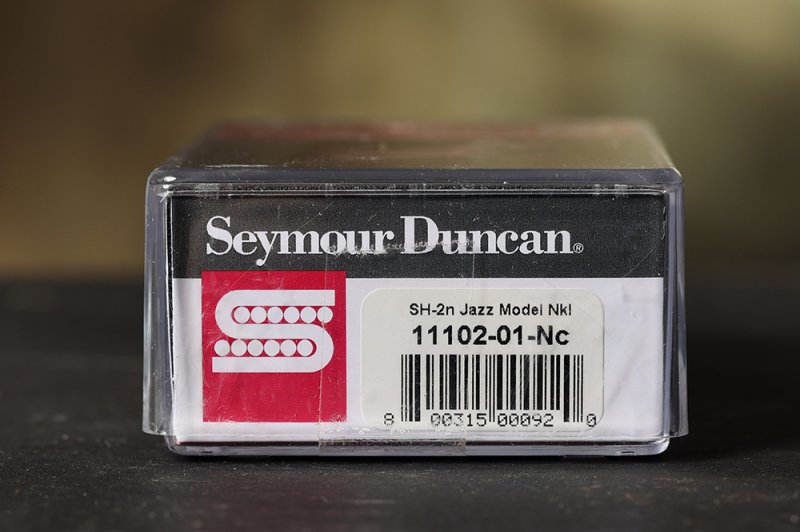 Seymour Duncan®
SH-2n Jazz Model Nkl
11102-01-Nc
8 00315 00092 0